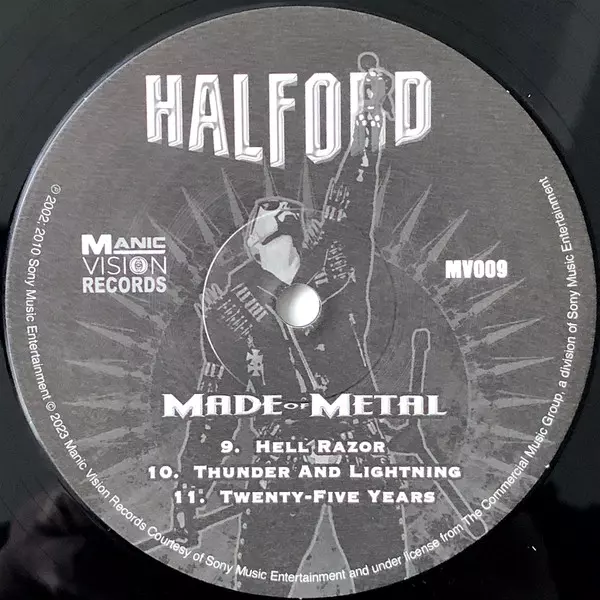 HALFORD
MANIC
VISION
RECORDS
MV009
MADE OF METAL
9. HELL RAZOR
10. THUNDER AND LIGHTNING
11. TWENTY-FIVE YEARS
℗ 2002, 2010 Sony Music Entertainment © 2023 Manic Vision Records Courtesy of Sony Music Entertainment and under license from The Commercial Music Group, a division of Sony Music Entertainment